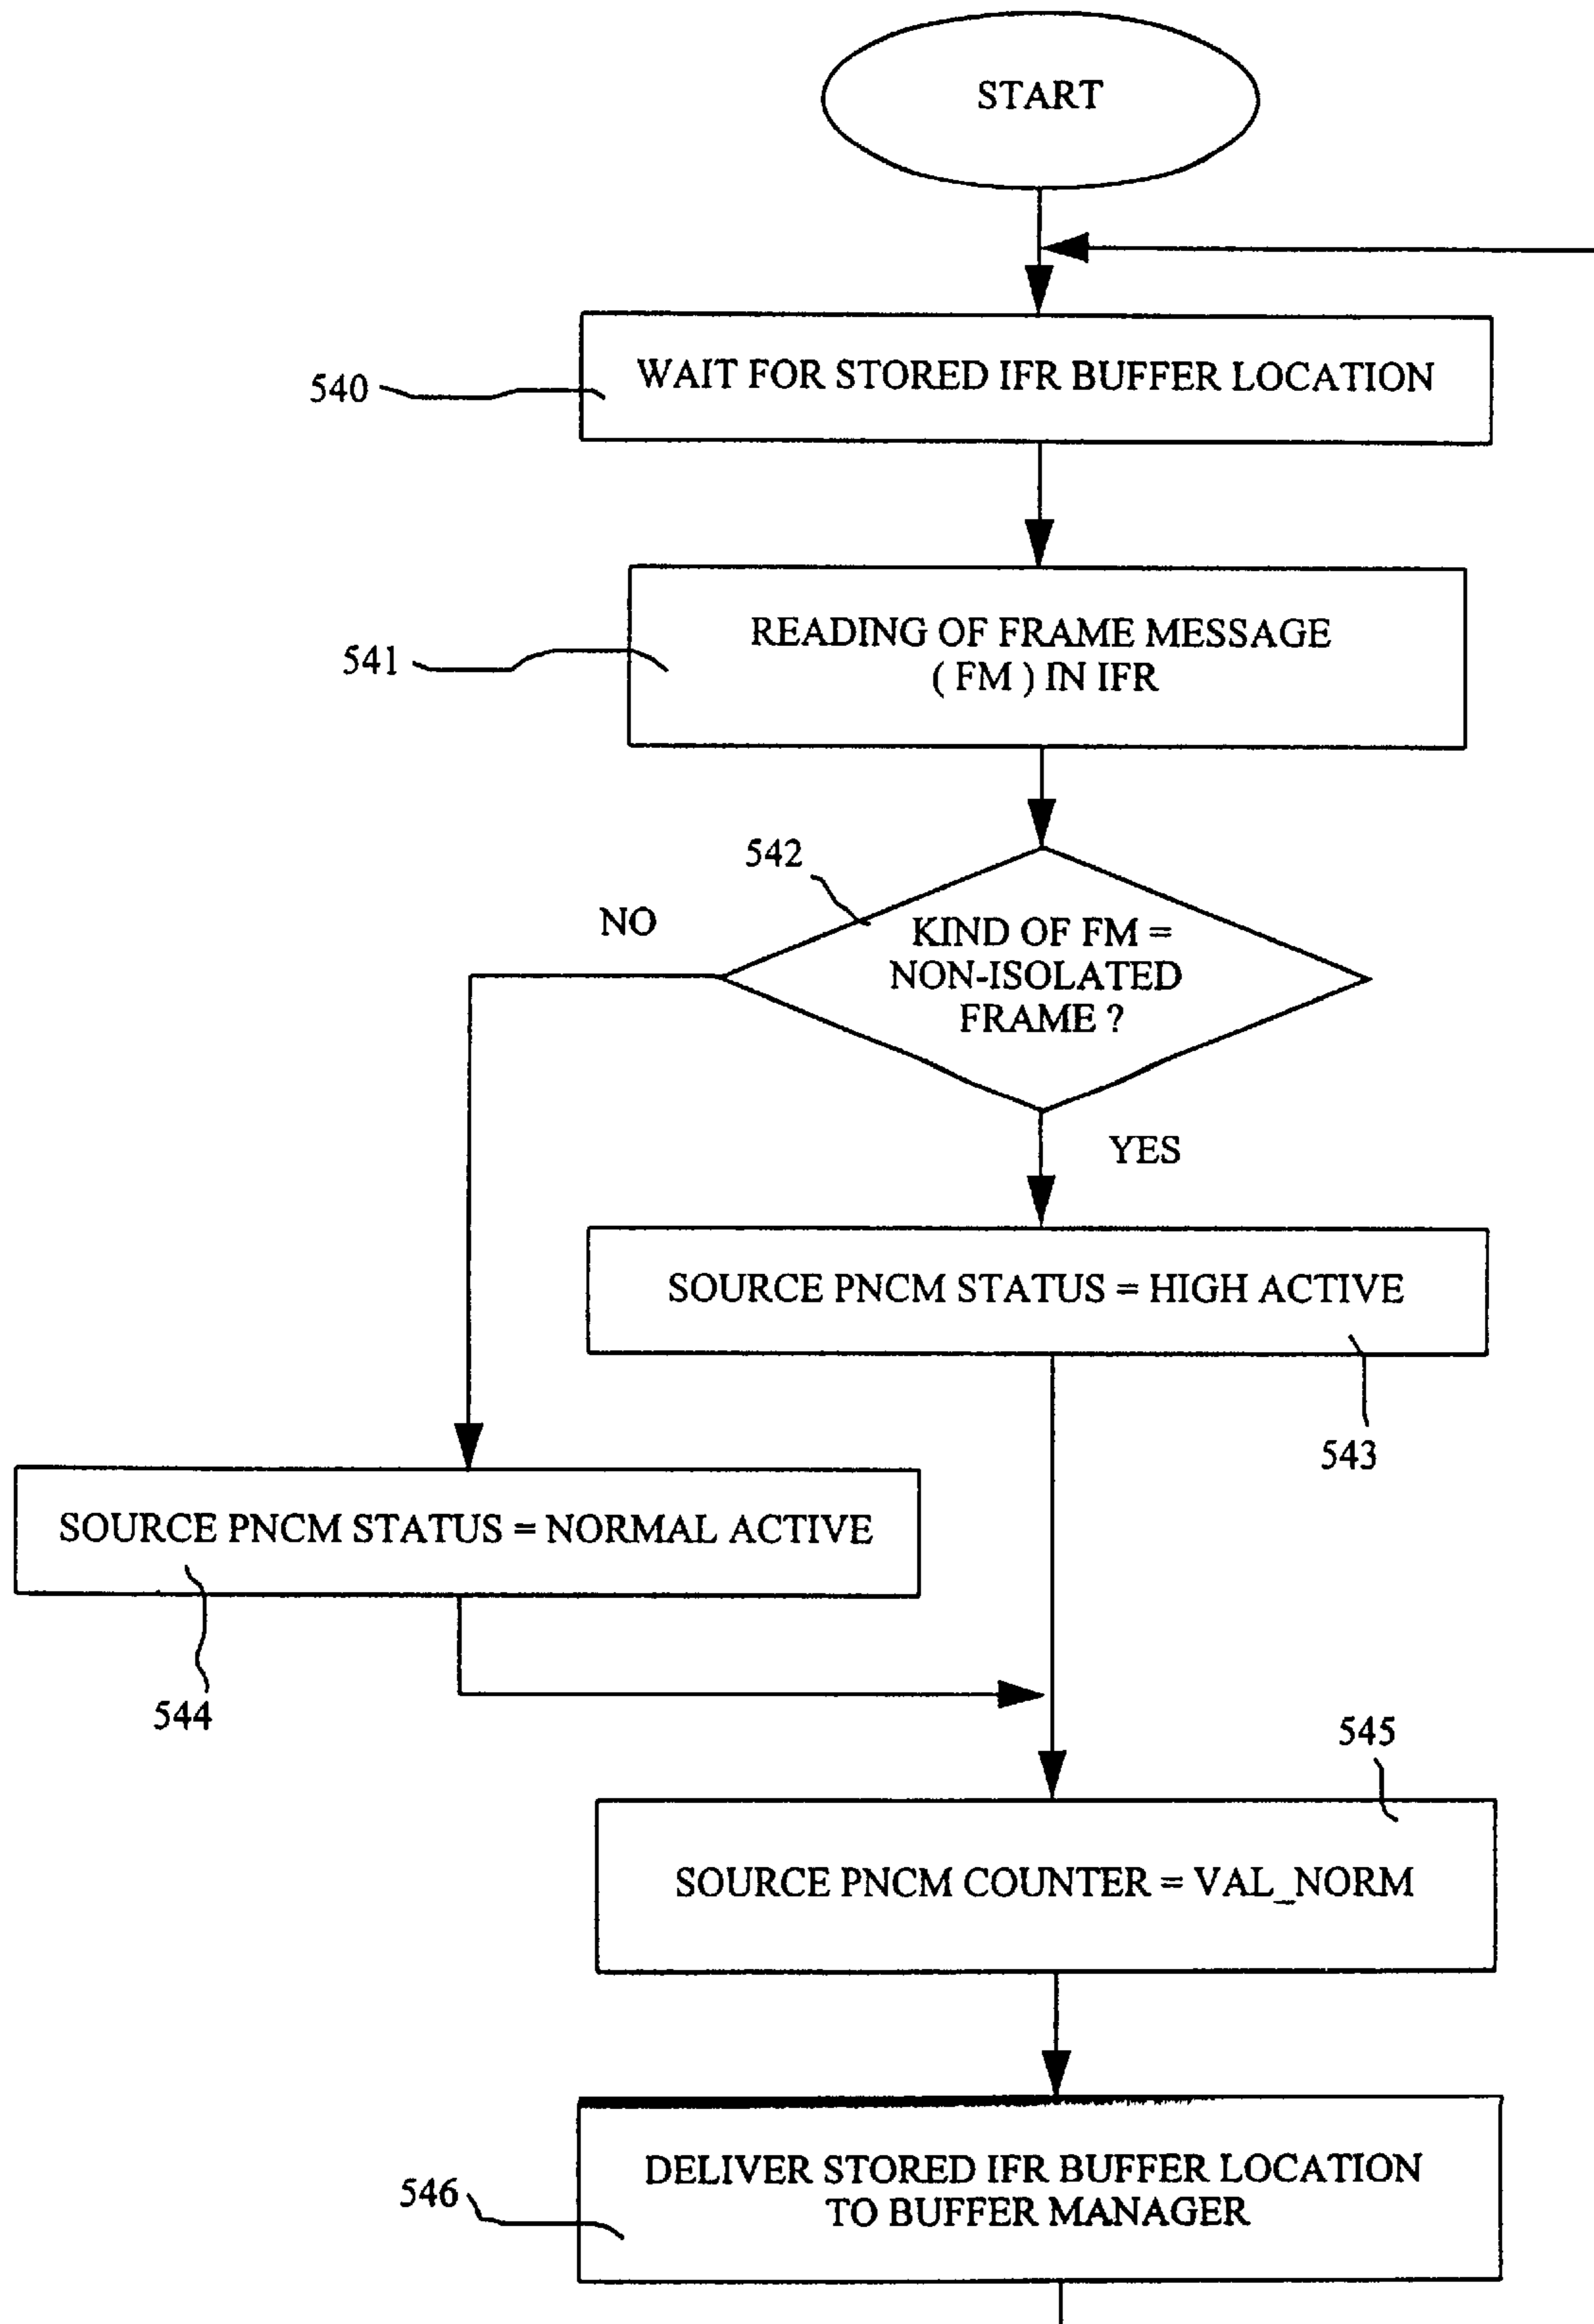 START
WAIT FOR STORED IFR BUFFER LOCATION
540
READING OF FRAME MESSAGE
( FM ) IN IFR
541
542
NO
KIND OF FM =
NON-ISOLATED
FRAME ?
YES
SOURCE PNCM STATUS = HIGH ACTIVE
543
SOURCE PNCM STATUS = NORMAL ACTIVE
544
545
SOURCE PNCM COUNTER = VAL_NORM
DELIVER STORED IFR BUFFER LOCATION
TO BUFFER MANAGER
546